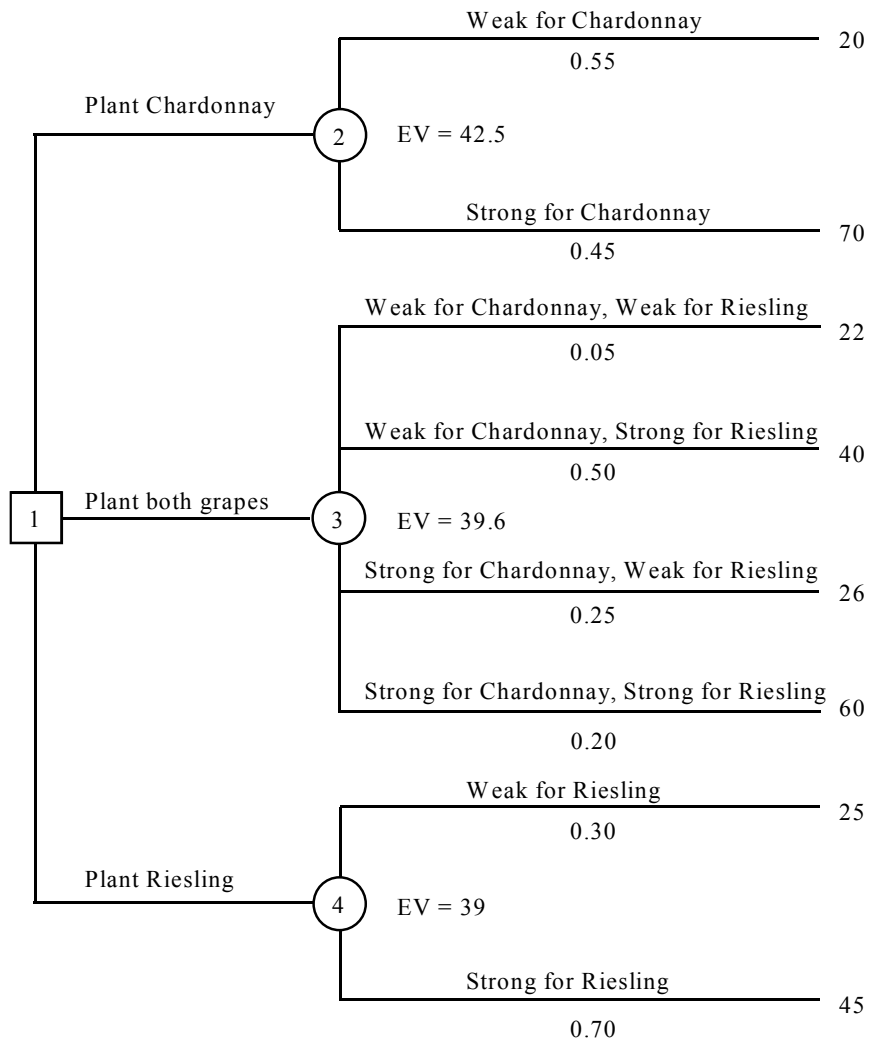 Weak for Chardonnay
20
0.55
Plant Chardonnay
2
EV = 42.5
Strong for Chardonnay
70
0.45
Weak for Chardonnay, Weak for Riesling
22
0.05
Weak for Chardonnay, Strong for Riesling
40
0.50
Plant both grapes
1
3
EV = 39.6
Strong for Chardonnay, Weak for Riesling
26
0.25
Strong for Chardonnay, Strong for Riesling
60
0.20
Weak for Riesling
25
0.30
Plant Riesling
4
EV = 39
Strong for Riesling
45
0.70